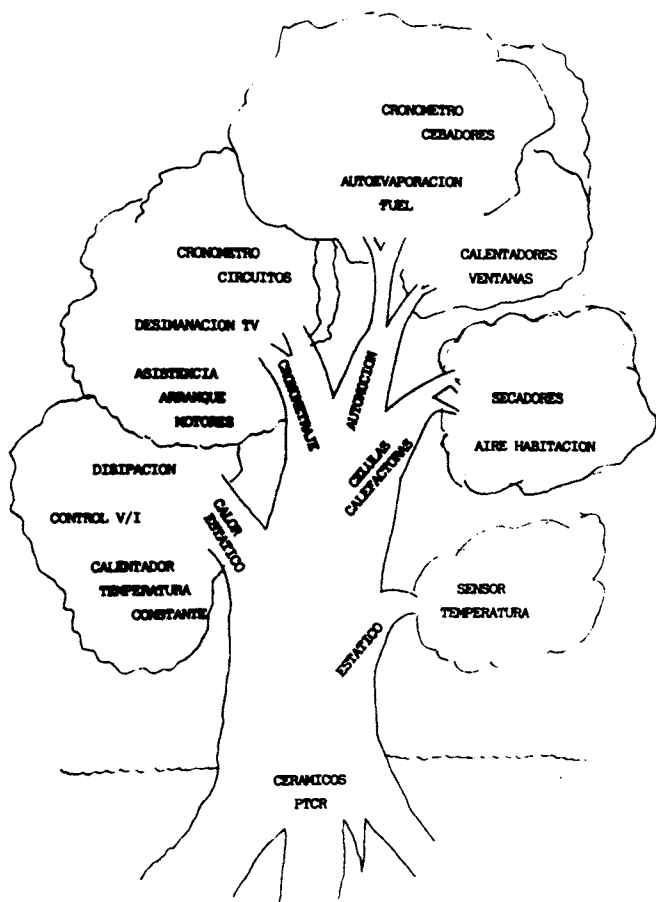 CRONOMETRO
CEBADORES
AUTOEVAPORACION
FUEL
CALENTADORES
VENTANAS
CRONOMETRO
CIRCUITOS
DESIMANACION TV
ASISTENCIA
ARRANQUE
MOTORES
CRONOMETRAJE
AUTOMOCION
CELULAS
CALEFACTORAS
SECADORES
AIRE HABITACION
DISIPACION
CONTROL V/I
CALENTADOR
TEMPERATURA
CONSTANTE
CALOR
ESTATICO
SENSOR
TEMPERATURA
ESTATICO
CERAMICOS
PTCR